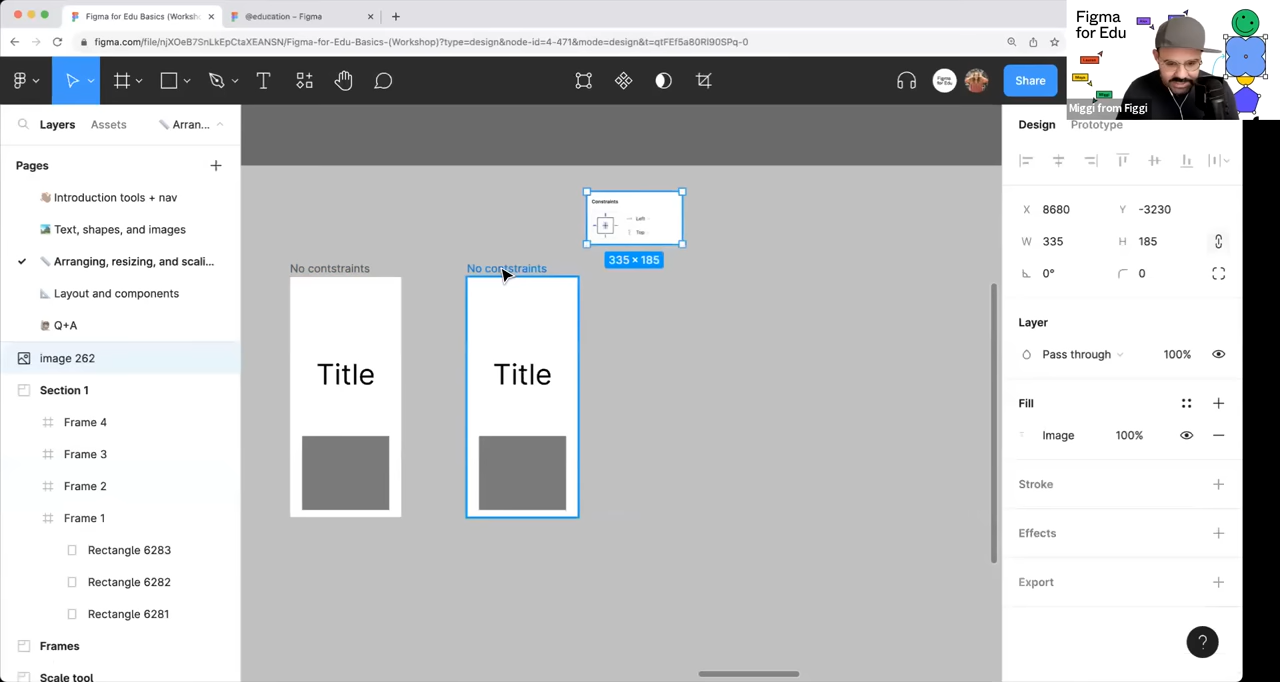 Figma for Edu Basics (Worksho
@education – Figma
figma.com/file/njXOeB7SnLkEpCtaXEANSN/Figma-for-Edu-Basics-(Workshop)?type=design&node-id=4-471&mode=design&t=qtFEf5a80RI90SPq-0
Figma
for Edu
Miggi from Figgi
Share
Layers
Assets
Arran...
Pages
Introduction tools + nav
Text, shapes, and images
Arranging, resizing, and scali...
Layout and components
Q+A
image 262
Section 1
Frame 4
Frame 3
Frame 2
Frame 1
Rectangle 6283
Rectangle 6282
Rectangle 6281
Frames
Scale tool
Constraints
Left
Top
335 × 185
No contstraints
No contstraints
Title
Title
Design
Prototype
X 8680
Y -3230
W 335
H 185
0°
0
Layer
Pass through
100%
Fill
Image
100%
Stroke
Effects
Export
?